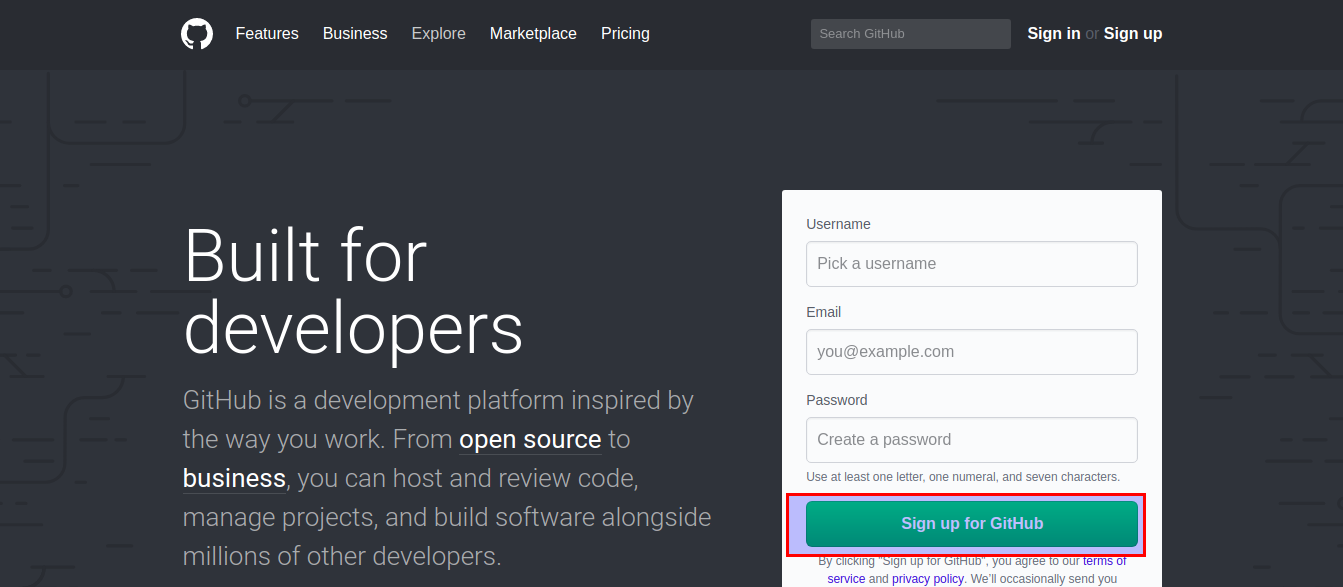 Features Business Explore Marketplace Pricing Search GitHub Sign in or Sign up
Built for
developers
GitHub is a development platform inspired by
the way you work. From open source to
business, you can host and review code,
manage projects, and build software alongside
millions of other developers.
Username
Pick a username
Email
you@example.com
Password
Create a password
Use at least one letter, one numeral, and seven characters.
Sign up for GitHub
By clicking "Sign up for GitHub", you agree to our terms of
service and privacy policy. We’ll occasionally send you